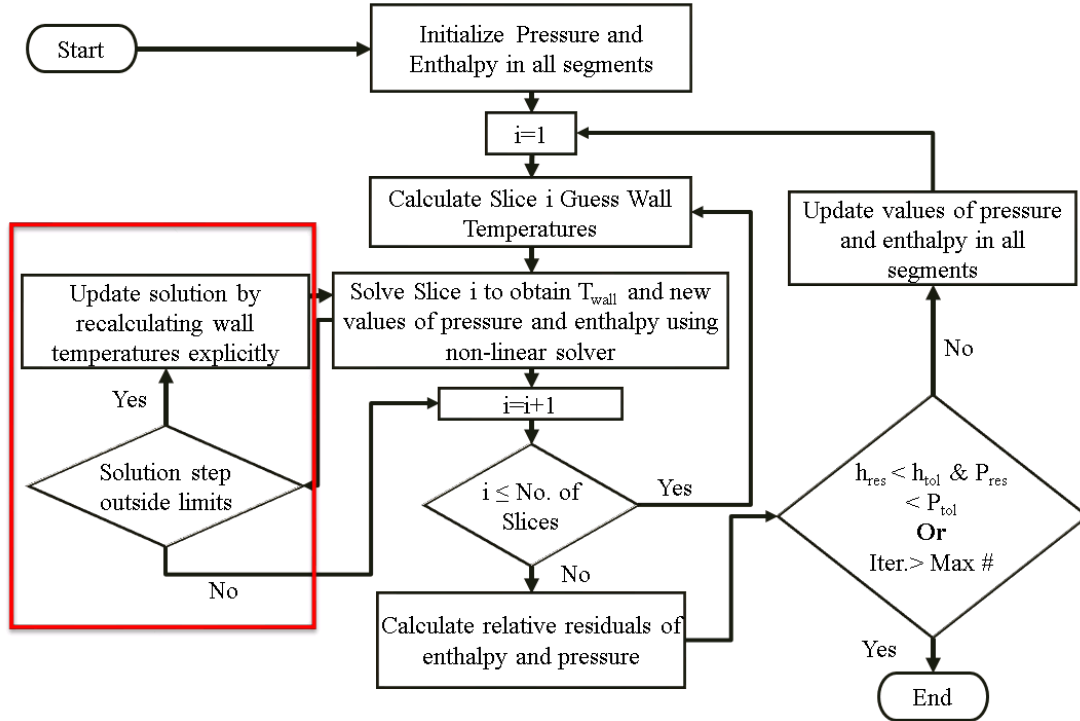 Start
Initialize Pressure and
Enthalpy in all segments
i=1
Calculate Slice i Guess Wall
Temperatures
Update values of pressure
and enthalpy in all
segments
Update solution by
recalculating wall
temperatures explicitly
Solve Slice i to obtain Twall and new
values of pressure and enthalpy using
non-linear solver
No
Yes
i=i+1
Solution step
outside limits
i ≤ No. of
Slices
Yes
hres < htol & Pres
< Ptol
Or
Iter.> Max #
No
No
Calculate relative residuals of
enthalpy and pressure
Yes
End